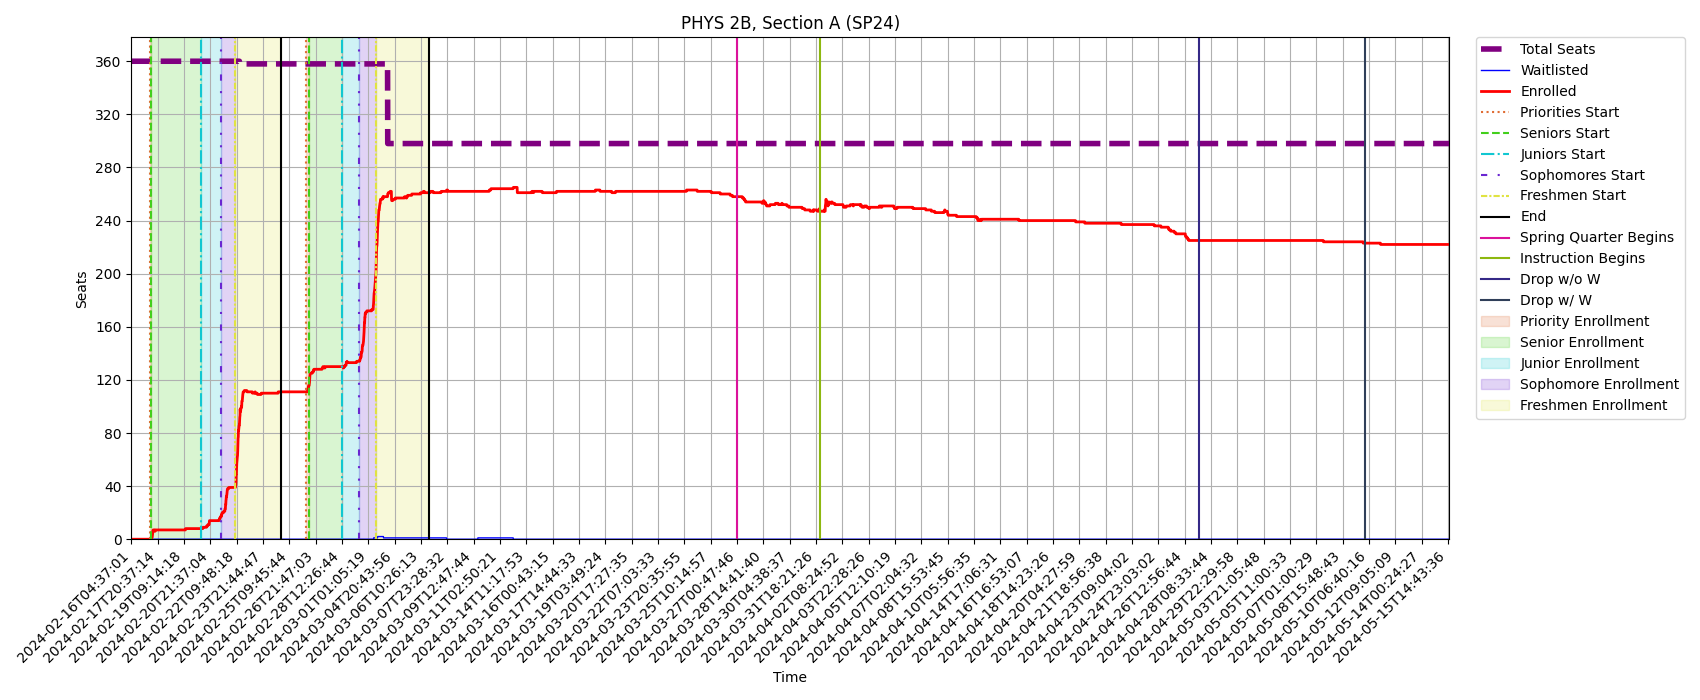 PHYS 2B, Section A (SP24)
Seats
360
320
280
240
200
160
120
80
40
0
2024-02-16T04:37:01
2024-02-17T20:37:14
2024-02-19T09:14:18
2024-02-20T21:37:04
2024-02-22T09:48:18
2024-02-23T21:44:47
2024-02-25T09:45:44
2024-02-26T21:47:03
2024-02-28T12:26:44
2024-03-01T01:05:19
2024-03-04T20:43:56
2024-03-06T10:26:13
2024-03-07T23:28:32
2024-03-09T12:47:44
2024-03-11T02:50:21
2024-03-14T11:17:53
2024-03-16T00:43:15
2024-03-17T14:44:33
2024-03-19T03:49:24
2024-03-20T17:27:35
2024-03-22T07:03:33
2024-03-23T20:35:55
2024-03-25T10:14:57
2024-03-27T00:47:46
2024-03-28T14:41:40
2024-03-30T04:38:37
2024-03-31T18:21:26
2024-04-02T08:24:52
2024-04-03T22:28:26
2024-04-05T12:10:19
2024-04-07T02:04:32
2024-04-08T15:53:45
2024-04-10T05:56:35
2024-04-14T17:06:31
2024-04-16T16:53:07
2024-04-18T14:23:26
2024-04-20T04:27:59
2024-04-21T18:56:38
2024-04-23T09:04:02
2024-04-24T23:03:02
2024-04-26T12:56:44
2024-04-28T08:33:44
2024-04-29T22:29:58
2024-05-03T21:05:48
2024-05-05T11:00:33
2024-05-07T01:00:29
2024-05-08T15:48:43
2024-05-10T06:40:16
2024-05-12T09:05:09
2024-05-14T00:24:27
2024-05-15T14:43:36
Time
Total Seats
Waitlisted
Enrolled
Priorities Start
Seniors Start
Juniors Start
Sophomores Start
Freshmen Start
End
Spring Quarter Begins
Instruction Begins
Drop w/o W
Drop w/ W
Priority Enrollment
Senior Enrollment
Junior Enrollment
Sophomore Enrollment
Freshmen Enrollment